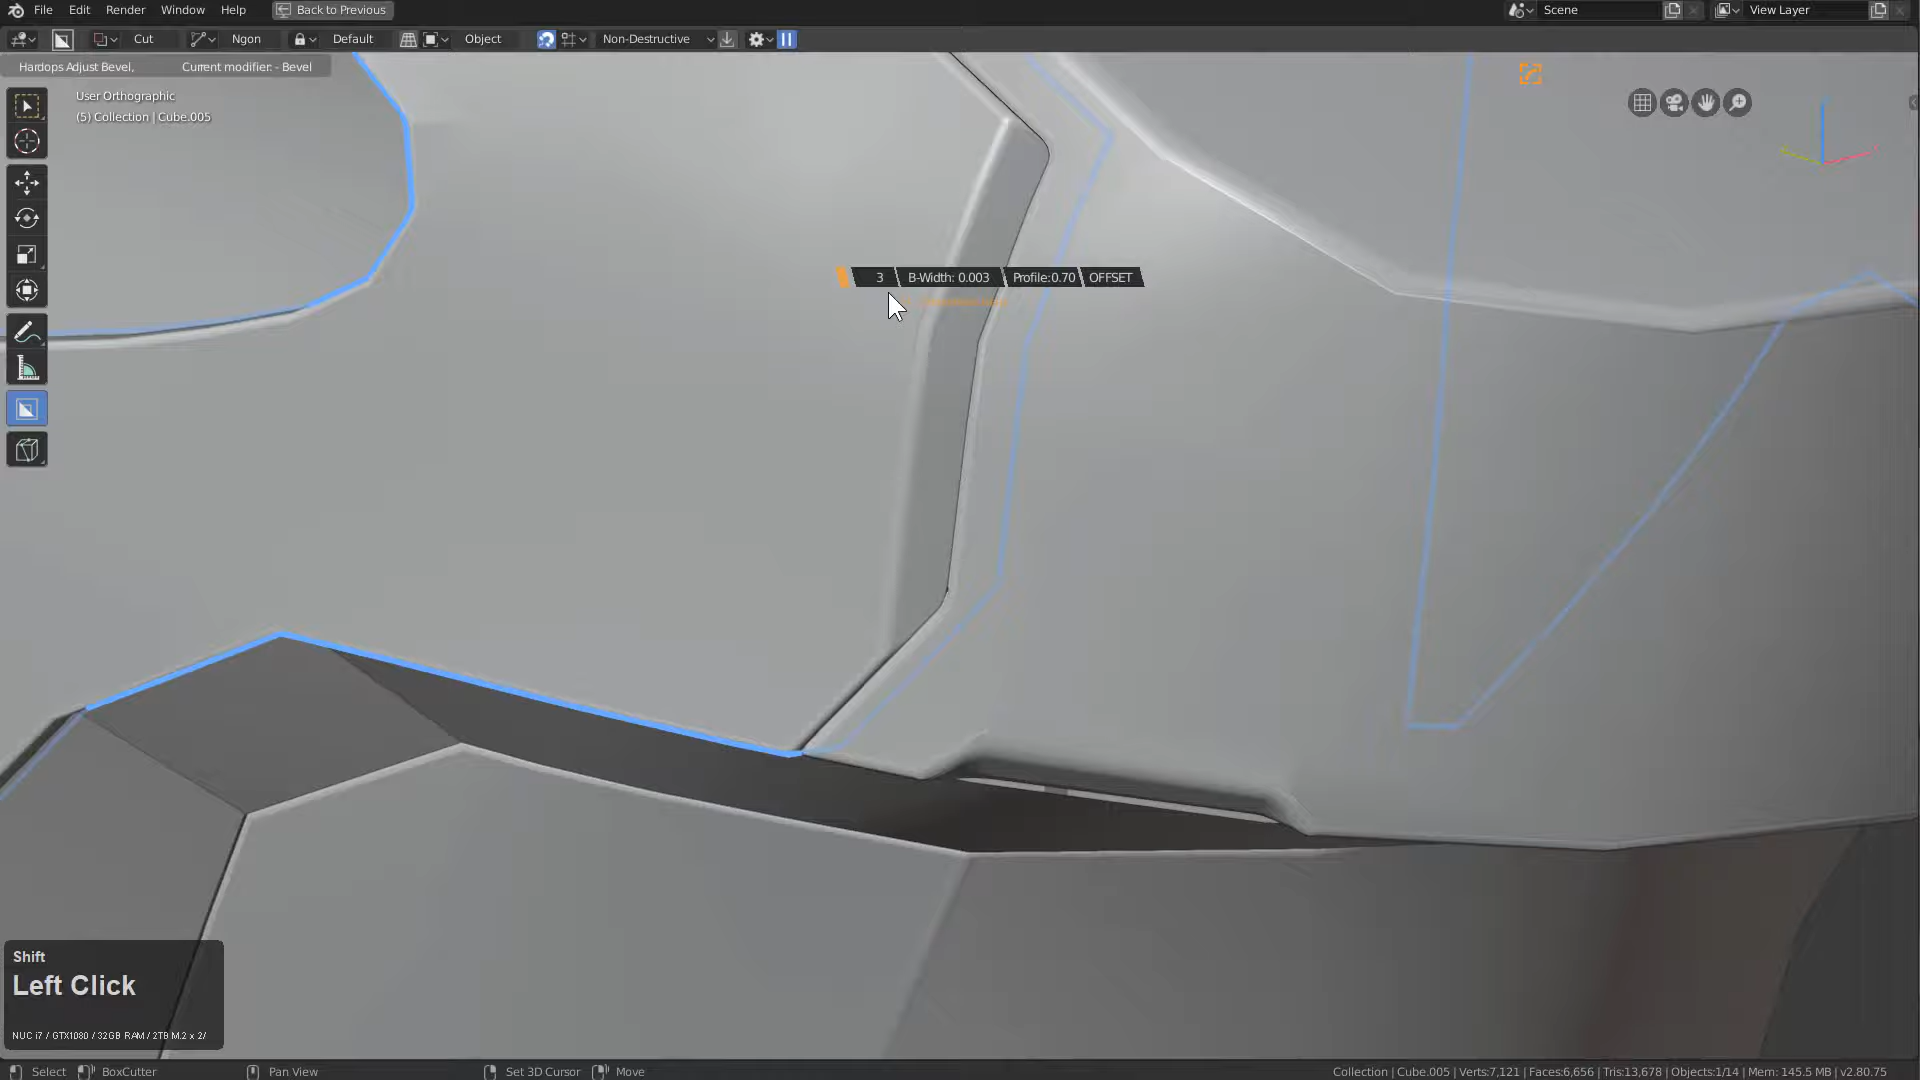 File Edit Render Window Help Back to Previous Scene View Layer
Cut Ngon Default Object Non-Destructive
Hardops Adjust Bevel, Current modifier: - Bevel
User Orthographic
(5) Collection | Cube.005
3 B-Width: 0.003 Profile:0.70 OFFSET
Shift
Left Click
NUC i7 / GTX1080 / 32GB RAM / 2TB M.2 x 2/
Select BoxCutter Pan View Set 3D Cursor Move Collection | Cube.005 | Verts:7,121 | Faces:6,656 | Tris:13,678 | Objects:1/14 | Mem: 145.5 MB | v2.80.75